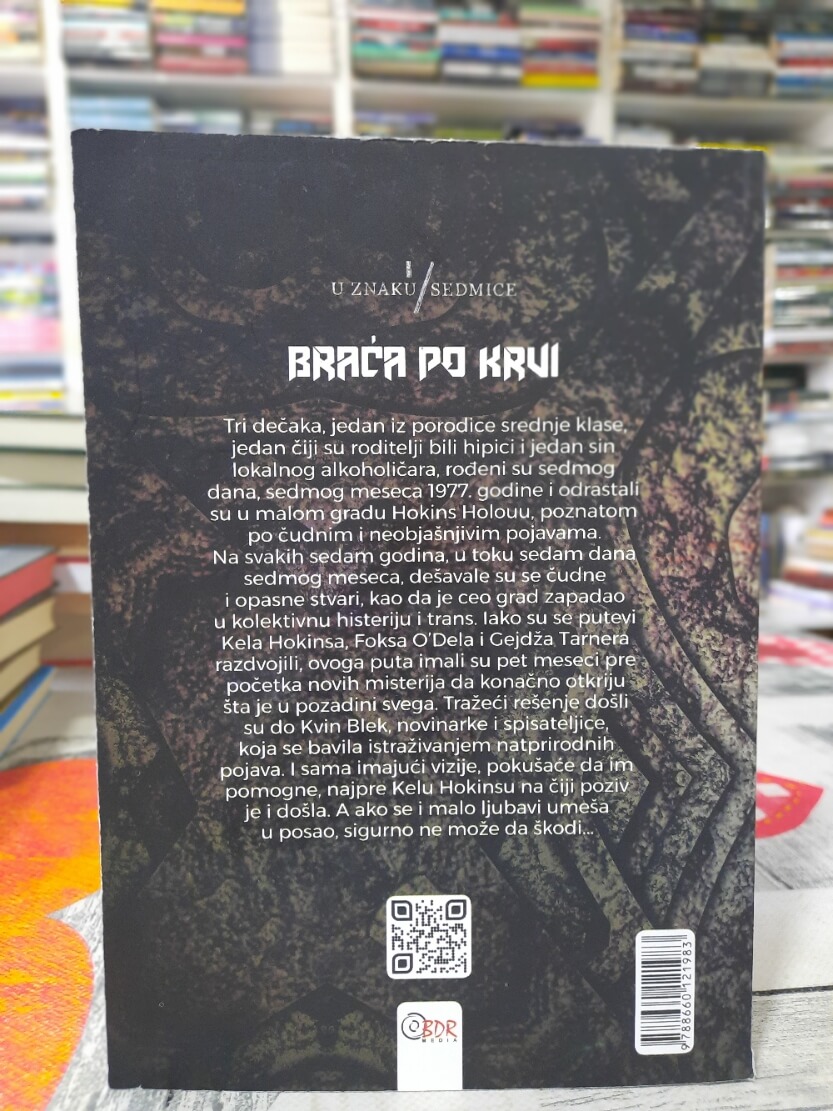 U ZNAKU SEDMICE
BRAĆA PO KRVI
Tri dečaka, jedan iz porodice srednje klase,
jedan čiji su roditelji bili hipici i jedan sin
lokalnog alkoholičara, rođeni su sedmog
dana, sedmog meseca 1977. godine i odrastali
su u malom gradu Hokins Holouu, poznatom
po čudnim i neobjašnjivim pojavama.
Na svakih sedam godina, u toku sedam dana
sedmog meseca, dešavale su se čudne
i opasne stvari, kao da je ceo grad zapadao
u kolektivnu histeriju i trans. Iako su se putevi
Kela Hokinsa, Foksa O'Dela i Gejdža Tarnera
razdvojili, ovoga puta imali su pet meseci pre
početka novih misterija da konačno otkriju
šta je u pozadini svega. Tražeći rešenje došli
su do Kvin Blek, novinarke i spisateljice,
koja se bavila istraživanjem natprirodnih
pojava. I sama imajući vizije, pokušaće da im
pomogne, najpre Kelu Hokinsu na čiji poziv
je i došla. A ako se i malo ljubavi umeša
u posao, sigurno ne može da škodi...
BDR
MEDIA
9788660121983